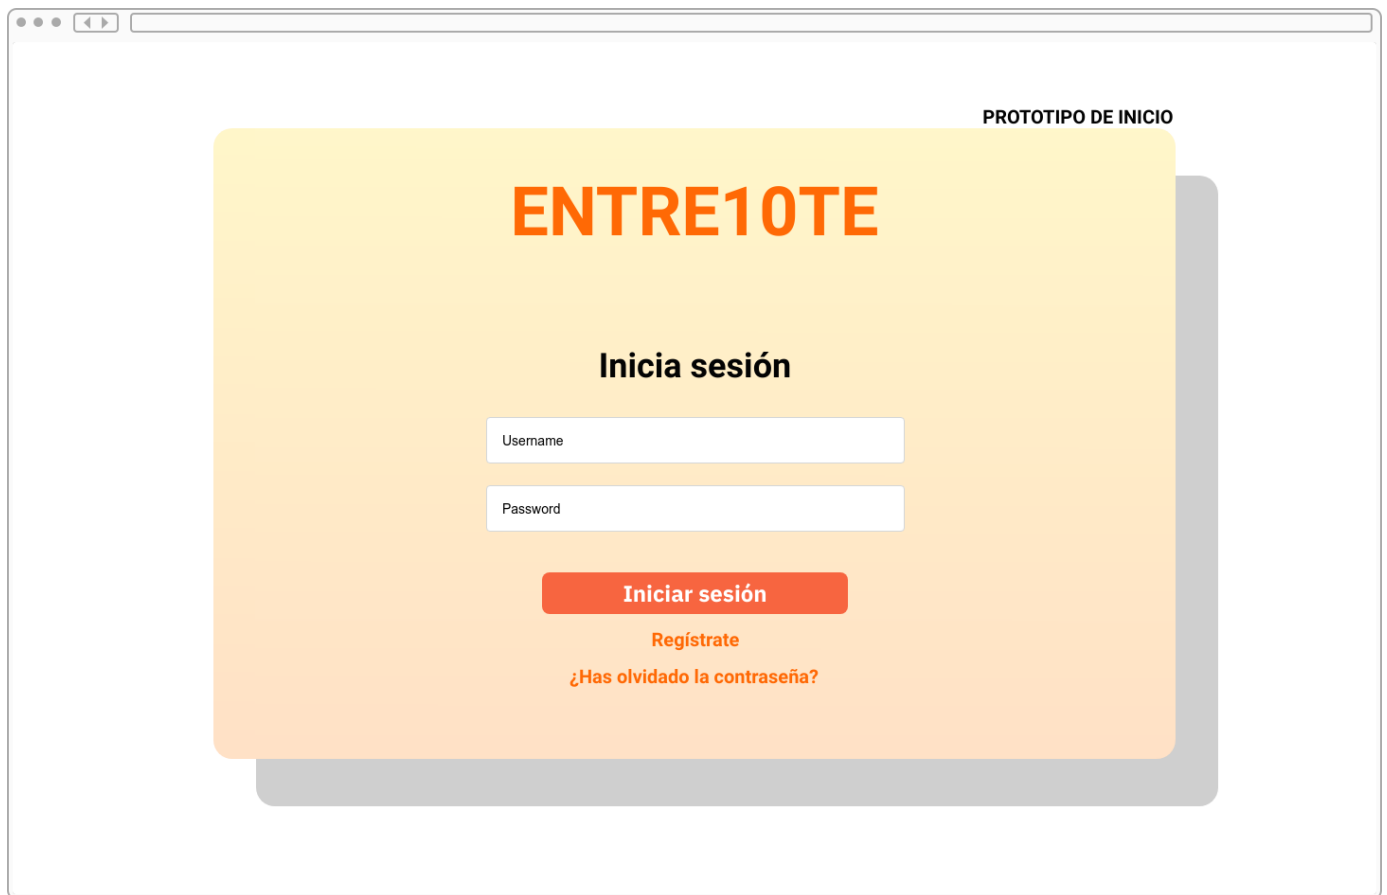 PROTOTIPO DE INICIO
ENTRE10TE
Inicia sesión
Username
Password
Iniciar sesión
Regístrate
¿Has olvidado la contraseña?